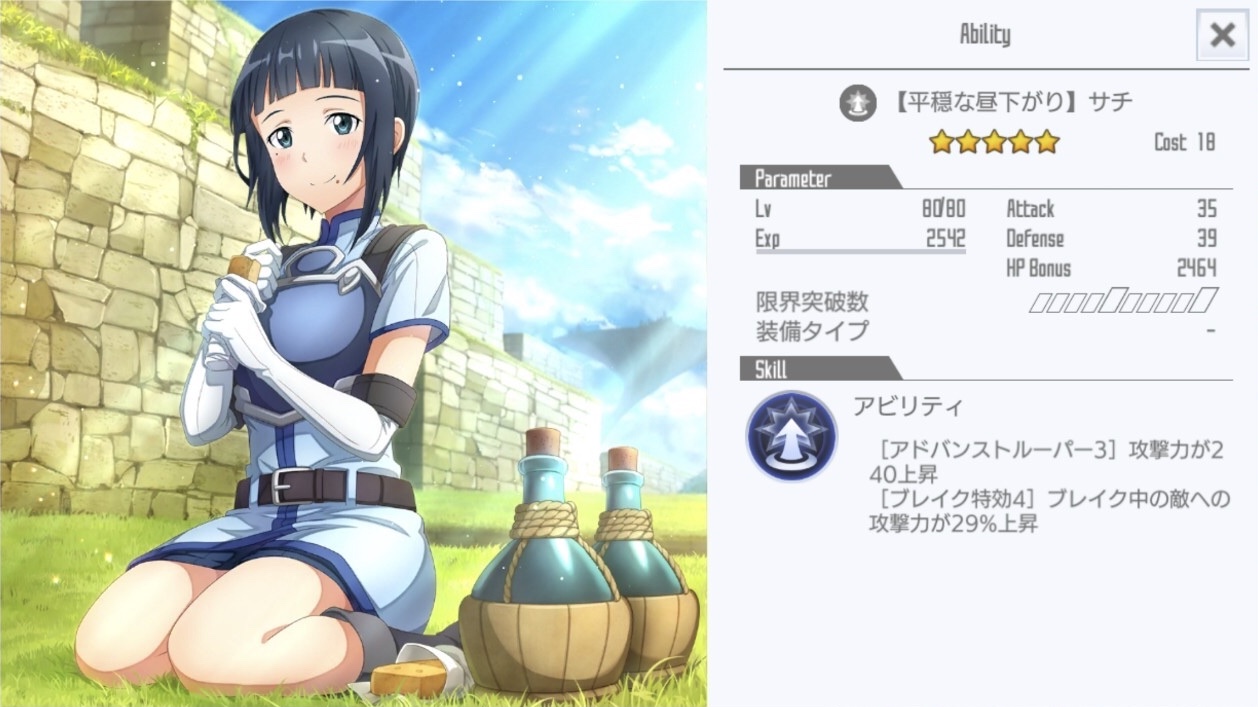 Ability
【平穏な昼下がり】サチ
Cost 18
Parameter
Lv 80/80
Exp 2542
Attack 35
Defense 39
HP Bonus 2464
限界突破数
装備タイプ -
Skill
アビリティ
［アドバンストルーパー3］攻撃力が2
40上昇
［ブレイク特効4］ブレイク中の敵への
攻撃力が29%上昇